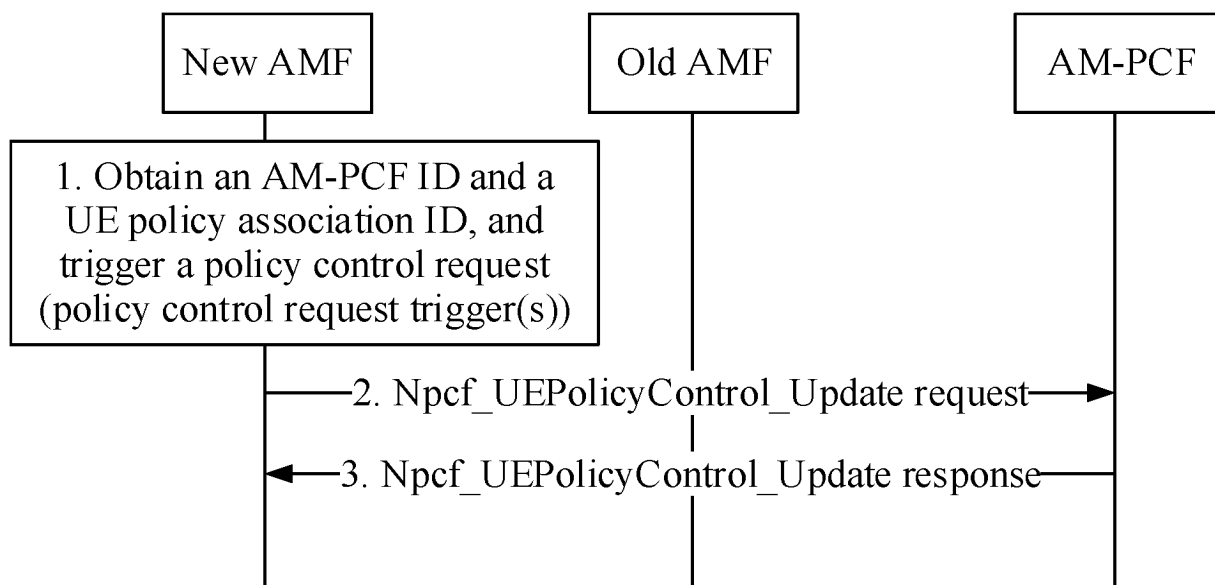 New AMF
Old AMF
AM-PCF
1. Obtain an AM-PCF ID and a
UE policy association ID, and
trigger a policy control request
(policy control request trigger(s))
2. Npcf_UEPolicyControl_Update request
3. Npcf_UEPolicyControl_Update response